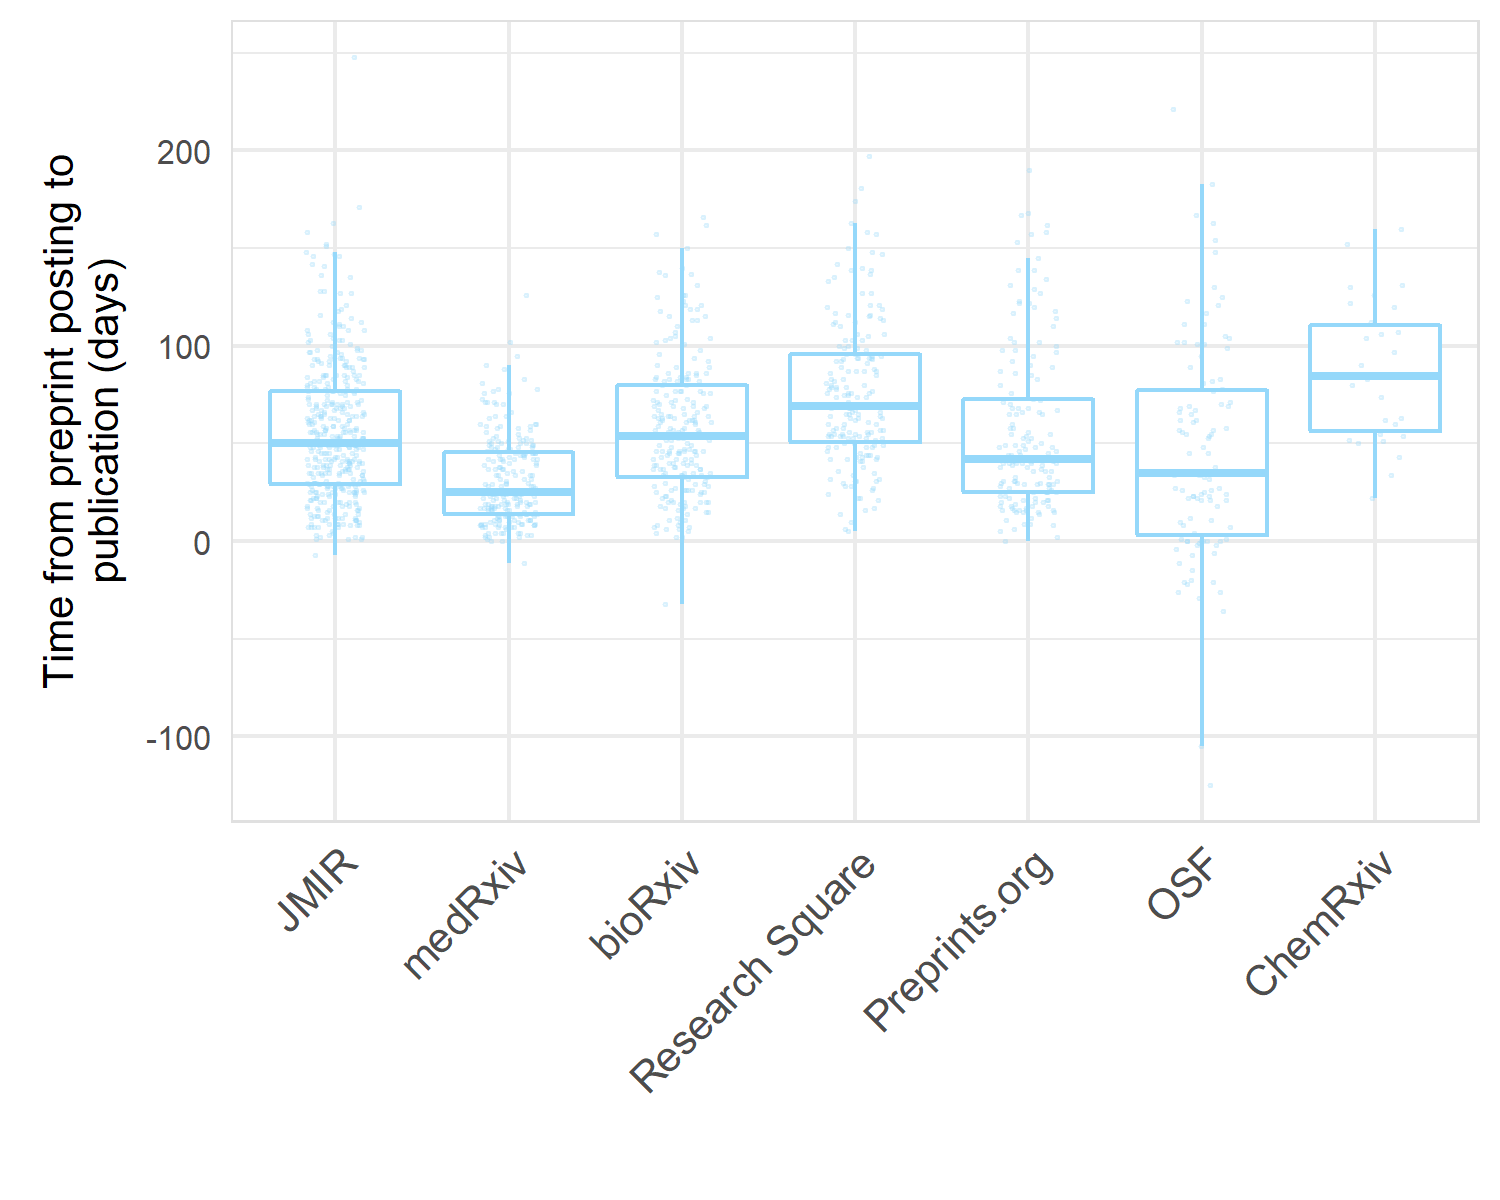 Time from preprint posting to
publication (days)
200
100
0
-100
JMIR
medRxiv
bioRxiv
Research Square
Preprints.org
OSF
ChemRxiv